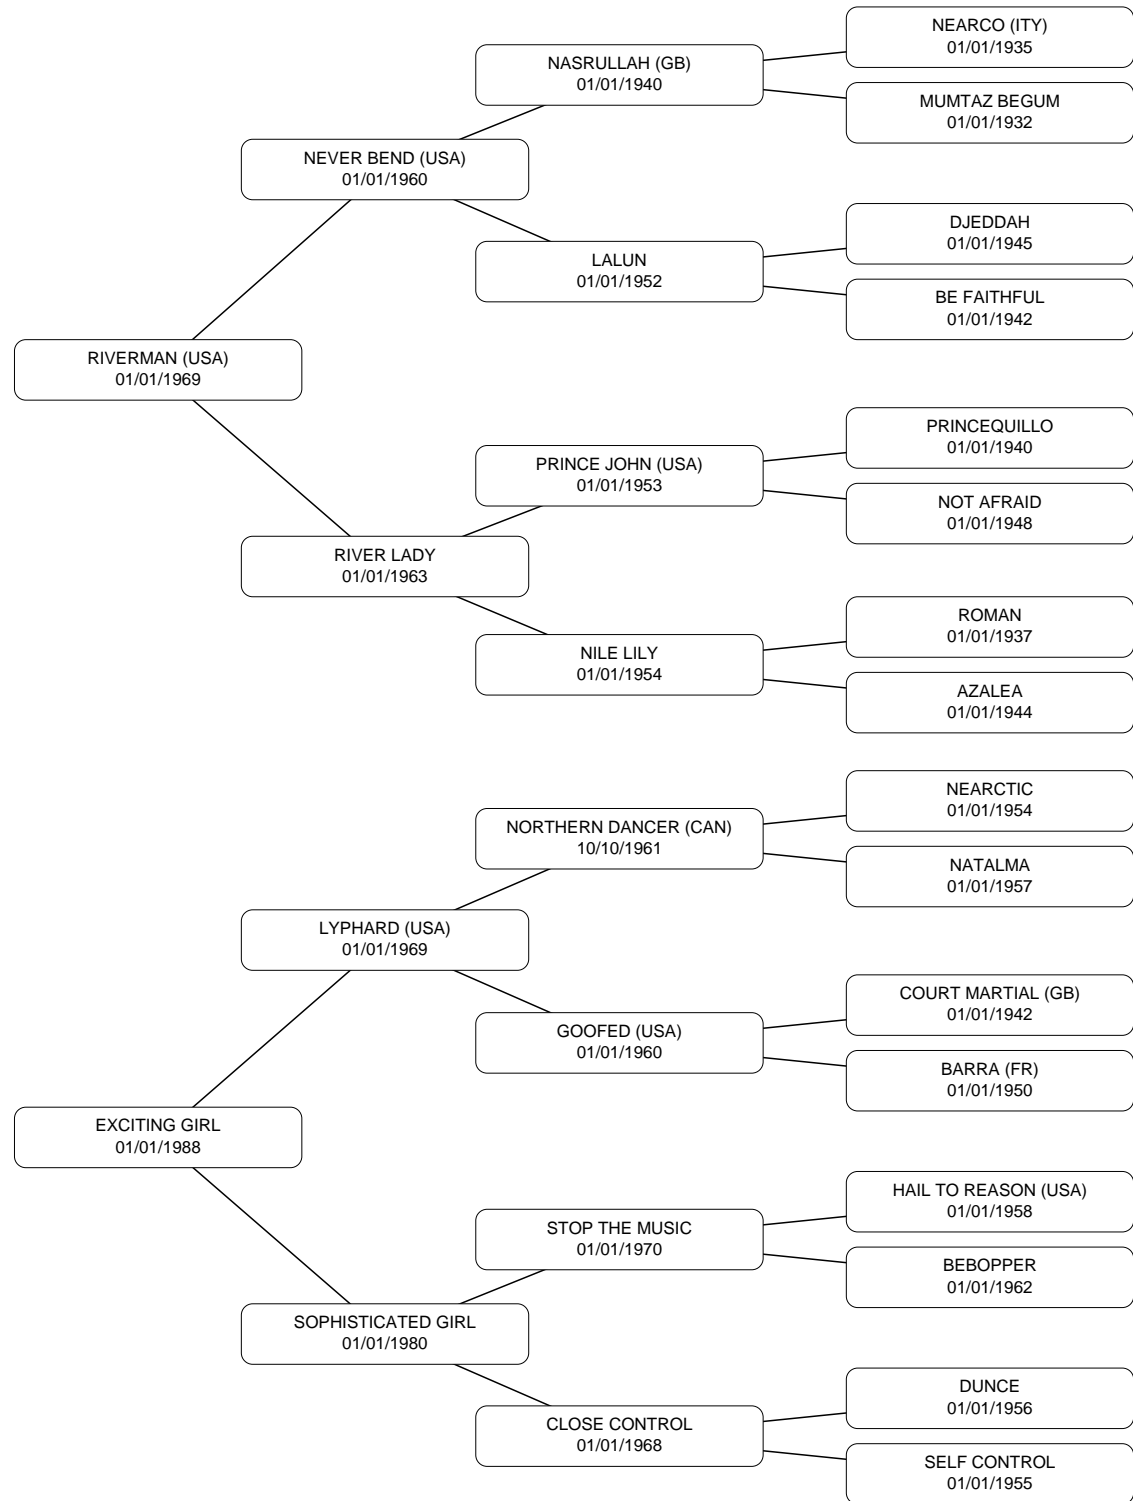 NEARCO (ITY)
01/01/1935
NASRULLAH (GB)
01/01/1940
MUMTAZ BEGUM
01/01/1932
NEVER BEND (USA)
01/01/1960
DJEDDAH
01/01/1945
LALUN
01/01/1952
BE FAITHFUL
01/01/1942
RIVERMAN (USA)
01/01/1969
PRINCEQUILLO
01/01/1940
PRINCE JOHN (USA)
01/01/1953
NOT AFRAID
01/01/1948
RIVER LADY
01/01/1963
ROMAN
01/01/1937
NILE LILY
01/01/1954
AZALEA
01/01/1944
NEARCTIC
01/01/1954
NORTHERN DANCER (CAN)
10/10/1961
NATALMA
01/01/1957
LYPHARD (USA)
01/01/1969
COURT MARTIAL (GB)
01/01/1942
GOOFED (USA)
01/01/1960
BARRA (FR)
01/01/1950
EXCITING GIRL
01/01/1988
HAIL TO REASON (USA)
01/01/1958
STOP THE MUSIC
01/01/1970
BEBOPPER
01/01/1962
SOPHISTICATED GIRL
01/01/1980
DUNCE
01/01/1956
CLOSE CONTROL
01/01/1968
SELF CONTROL
01/01/1955